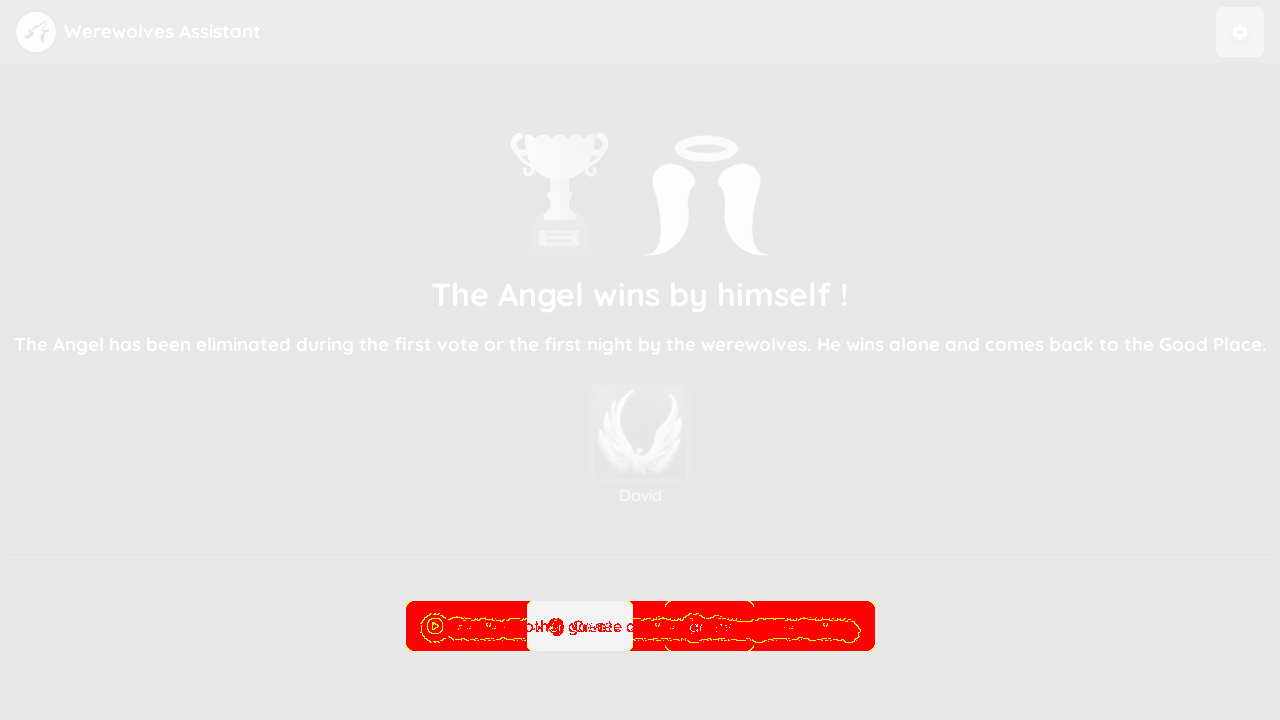 Werewolves Assistant
The Angel wins by himself !
The Angel has been eliminated during the first vote or the first night by the werewolves. He wins alone and comes back to the Good Place.
David